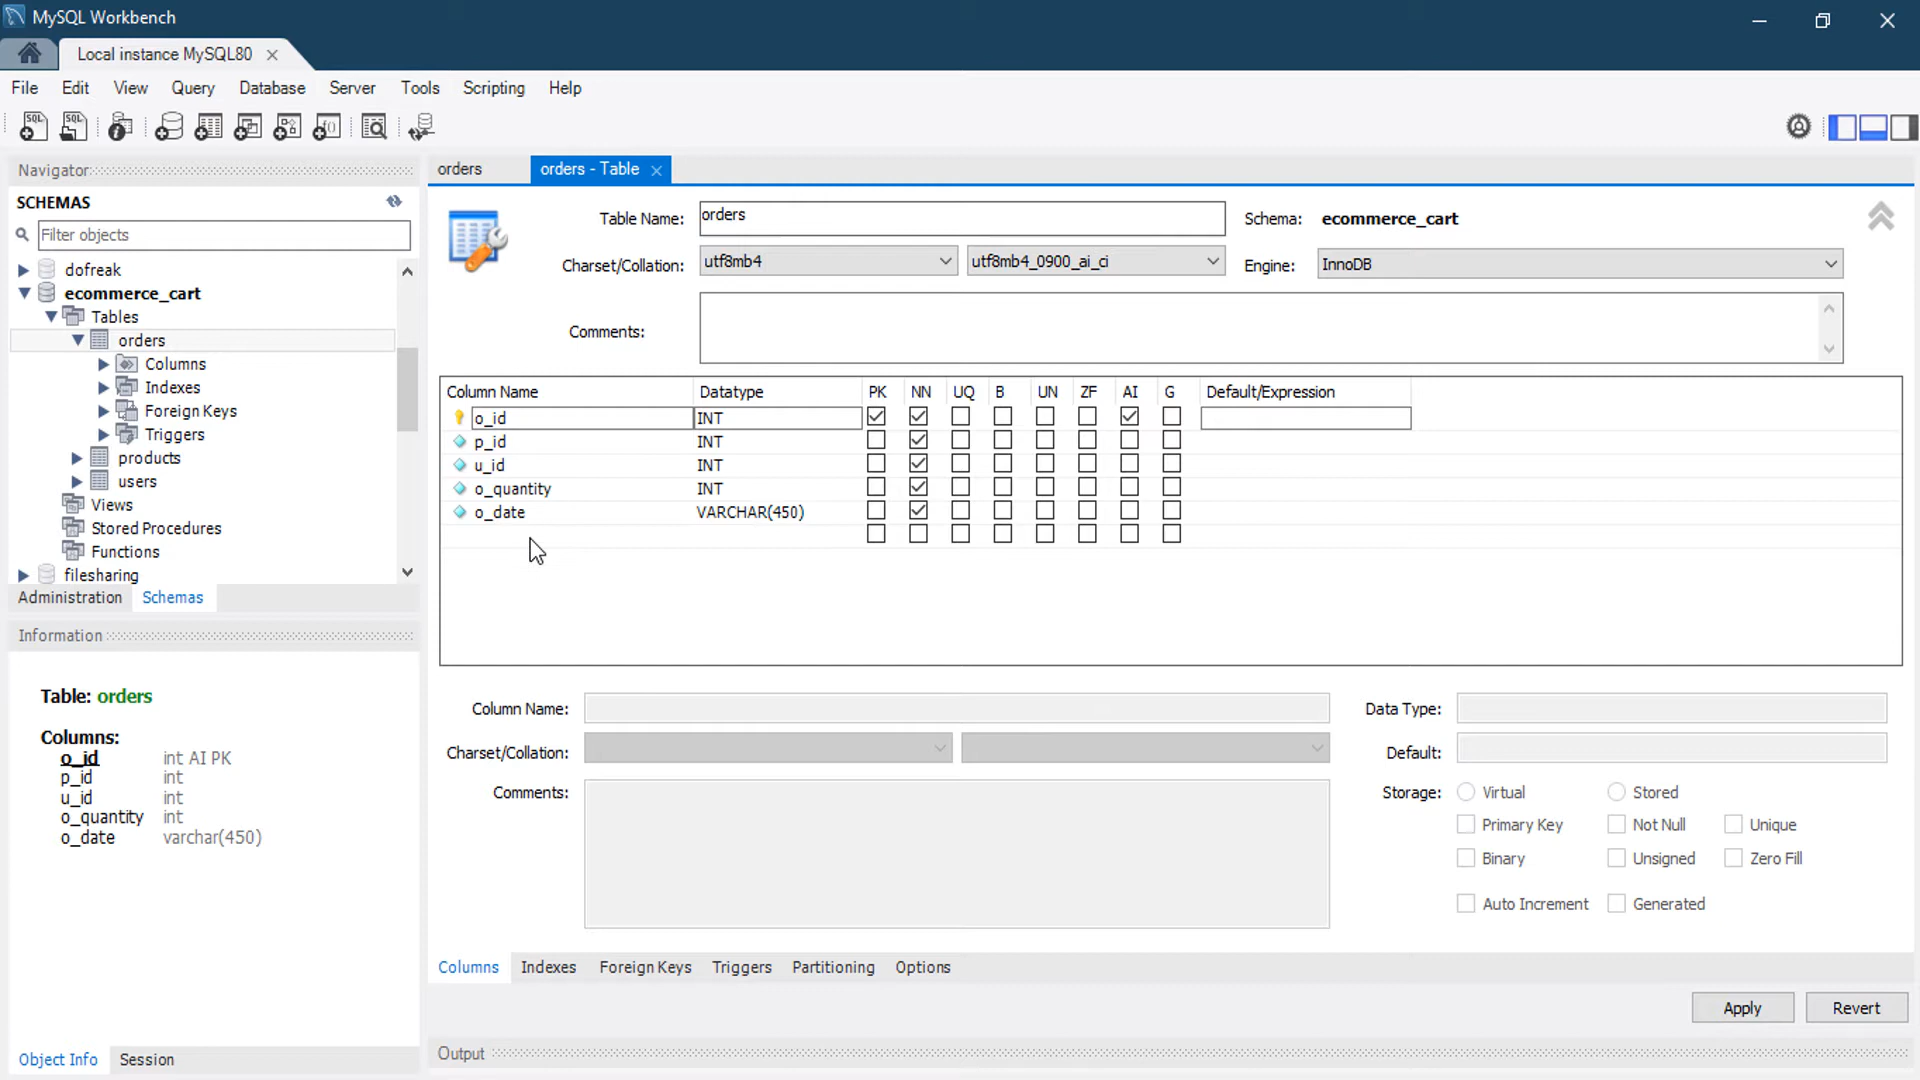 MySQL Workbench
Local instance MySQL80
File Edit View Query Database Server Tools Scripting Help
SQL SQL
Navigator
SCHEMAS
Filter objects
dofreak
ecommerce_cart
Tables
orders
Columns
Indexes
Foreign Keys
Triggers
products
users
Views
Stored Procedures
Functions
filesharing
Administration Schemas
Information
Table: orders
Columns:
o_id int AI PK
p_id int
u_id int
o_quantity int
o_date varchar(450)
Object Info Session
orders orders - Table
Table Name: orders Schema: ecommerce_cart
Charset/Collation: utf8mb4 utf8mb4_0900_ai_ci Engine: InnoDB
Comments:
Column Name Datatype PK NN UQ B UN ZF AI G Default/Expression
o_id INT
p_id INT
u_id INT
o_quantity INT
o_date VARCHAR(450)
Column Name: Data Type:
Charset/Collation: Default:
Comments: Storage: Virtual Stored
Primary Key Not Null Unique
Binary Unsigned Zero Fill
Auto Increment Generated
Columns Indexes Foreign Keys Triggers Partitioning Options
Apply Revert
Output